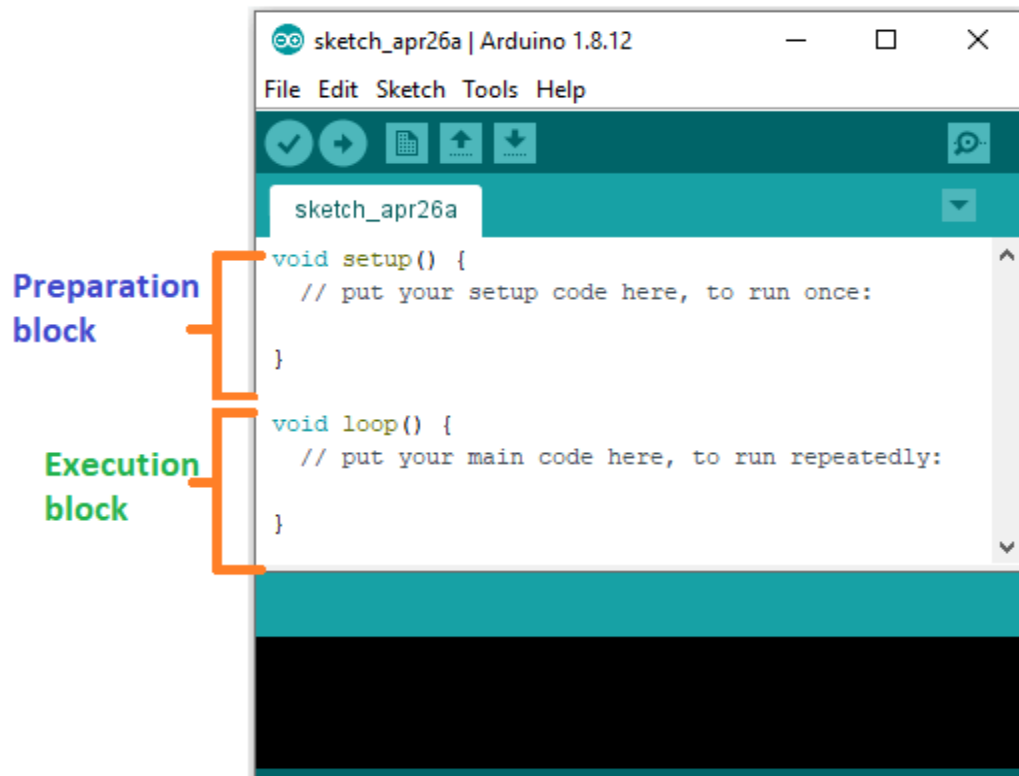 sketch_apr26a | Arduino 1.8.12
File Edit Sketch Tools Help
sketch_apr26a
Preparation
block
void setup() {
  // put your setup code here, to run once:
}
Execution
block
void loop() {
  // put your main code here, to run repeatedly:
}